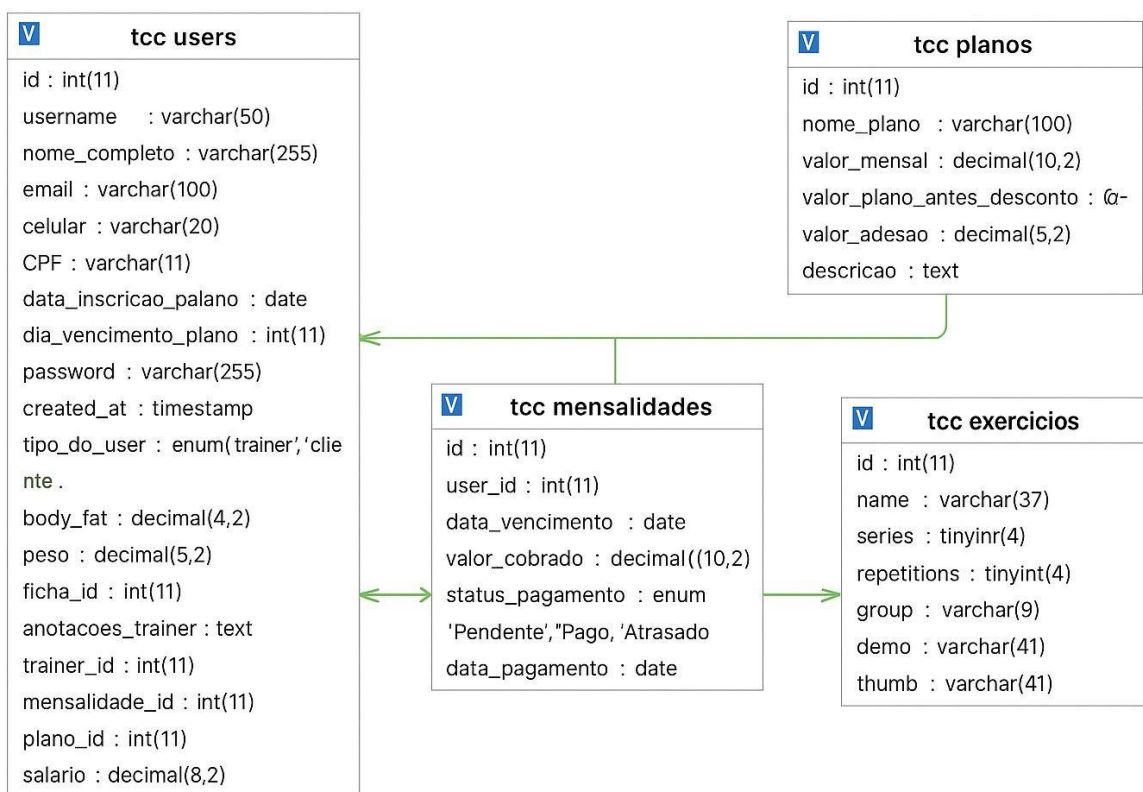 V tcc users
id : int(11)
username : varchar(50)
nome_completo : varchar(255)
email : varchar(100)
celular : varchar(20)
CPF : varchar(11)
data_inscricao_palano : date
dia_vencimento_plano : int(11)
password : varchar(255)
created_at : timestamp
tipo_do_user : enum(trainer','clie
nte .
body_fat : decimal(4,2)
peso : decimal(5,2)
ficha_id : int(11)
anotacoes_trainer : text
trainer_id : int(11)
mensalidade_id : int(11)
plano_id : int(11)
salario : decimal(8,2)
V tcc planos
id : int(11)
nome_plano : varchar(100)
valor_mensal : decimal(10,2)
valor_plano_antes_desconto :
valor_adesao : decimal(5,2)
descricao : text
V tcc mensalidades
id : int(11)
user_id : int(11)
data_vencimento : date
valor_cobrado : decimal((10,2)
status_pagamento : enum
'Pendente',"Pago, 'Atrasado
data_pagamento : date
V tcc exercicios
id : int(11)
name : varchar(37)
series : tinyinr(4)
repetitions : tinyint(4)
group : varchar(9)
demo : varchar(41)
thumb : varchar(41)